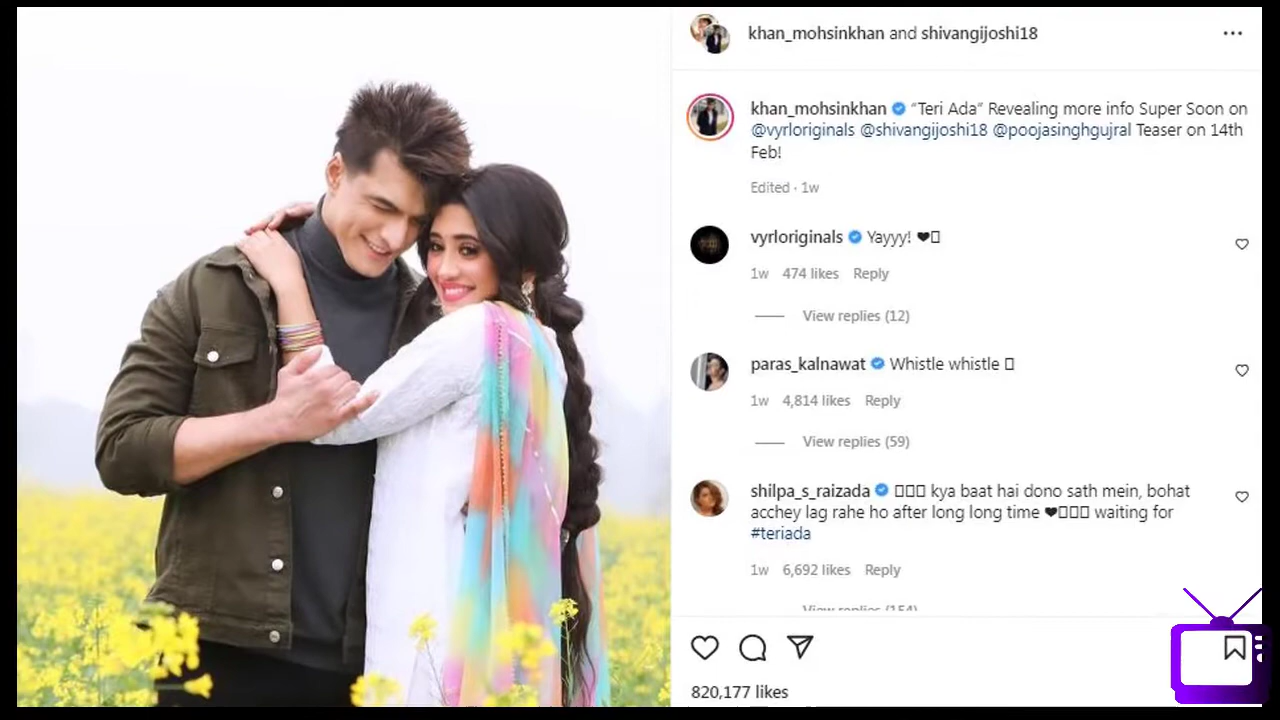 khan_mohsinkhan and shivangijoshi18
khan_mohsinkhan “Teri Ada” Revealing more info Super Soon on
@vyrloriginals @shivangijoshi18 @poojasinghgujral Teaser on 14th
Feb!
Edited · 1w
vyrloriginals Yayyy! ❤▯
1w 474 likes Reply
View replies (12)
paras_kalnawat Whistle whistle ▯
1w 4,814 likes Reply
View replies (59)
shilpa_s_raizada ▯▯▯ kya baat hai dono sath mein, bohat
acchey lag rahe ho after long long time ❤▯▯▯ waiting for
#teriada
1w 6,692 likes Reply
View replies (154)
820,177 likes